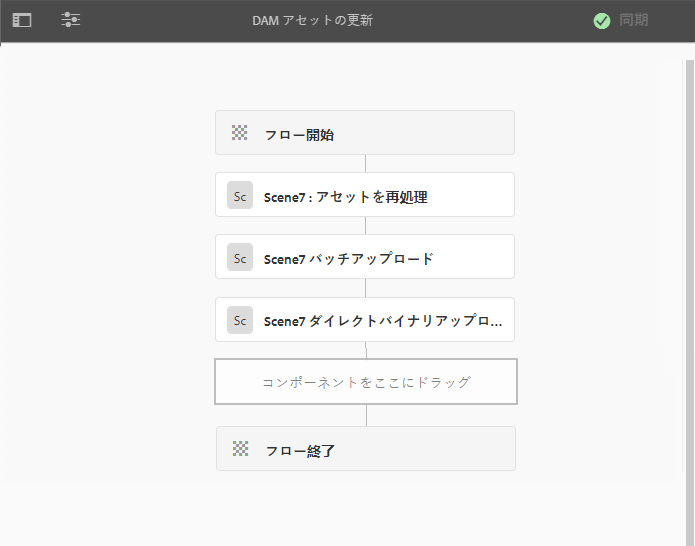 DAM アセットの更新
同期
フロー開始
Sc Scene7 : アセットを再処理
Sc Scene7 バッチアップロード
Sc Scene7 ダイレクトバイナリアップロ...
コンポーネントをここにドラッグ
フロー終了